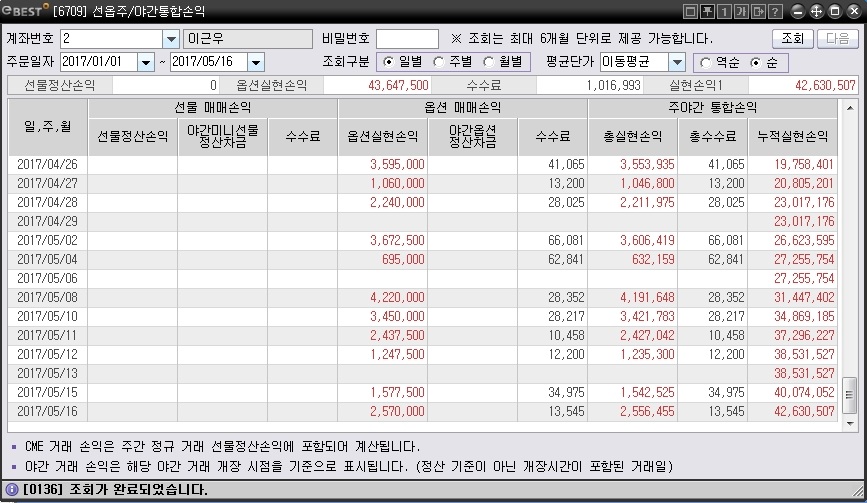 eBEST [6709] 선옵주/야간통합손익
계좌번호 2 이근우 비밀번호 ※ 조회는 최대 6개월 단위로 제공 가능합니다. 조회 다음
주문일자 2017/01/01 ~ 2017/05/16 조회구분 일별 주별 월별 평균단가 이동평균 역순 순
선물정산손익 0 옵션실현손익 43,647,500 수수료 1,016,993 실현손익1 42,630,507
일,주,월 선물 매매손익 옵션 매매손익 주야간 통합손익
선물정산손익 야간미니선물 정산차금 수수료 옵션실현손익 야간옵션 정산차금 수수료 총실현손익 총수수료 누적실현손익
2017/04/26 3,595,000 41,065 3,553,935 41,065 19,758,401
2017/04/27 1,060,000 13,200 1,046,800 13,200 20,805,201
2017/04/28 2,240,000 28,025 2,211,975 28,025 23,017,176
2017/04/29 23,017,176
2017/05/02 3,672,500 66,081 3,606,419 66,081 26,623,595
2017/05/04 695,000 62,841 632,159 62,841 27,255,754
2017/05/06 27,255,754
2017/05/08 4,220,000 28,352 4,191,648 28,352 31,447,402
2017/05/10 3,450,000 28,217 3,421,783 28,217 34,869,185
2017/05/11 2,437,500 10,458 2,427,042 10,458 37,296,227
2017/05/12 1,247,500 12,200 1,235,300 12,200 38,531,527
2017/05/13 38,531,527
2017/05/15 1,577,500 34,975 1,542,525 34,975 40,074,052
2017/05/16 2,570,000 13,545 2,556,455 13,545 42,630,507
▪ CME 거래 손익은 주간 정규 거래 선물정산손익에 포함되어 계산됩니다.
▪ 야간 거래 손익은 해당 야간 거래 개장 시점을 기준으로 표시됩니다. (정산 기준이 아닌 개장시간이 포함된 거래일)
[0136] 조회가 완료되었습니다.